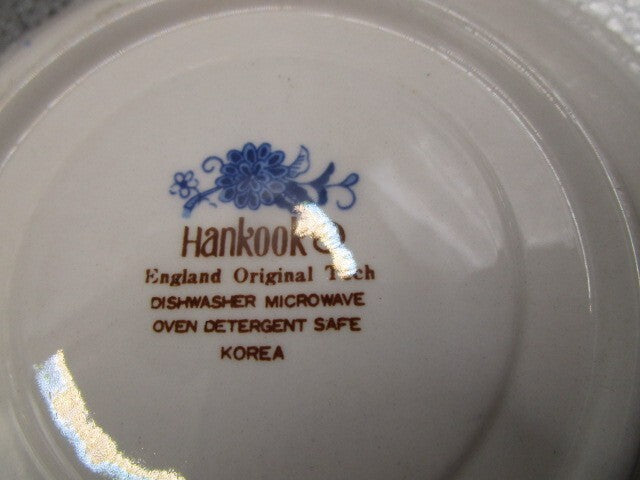 Hankook
England Original Tech
DISHWASHER MICROWAVE
OVEN DETERGENT SAFE
KOREA